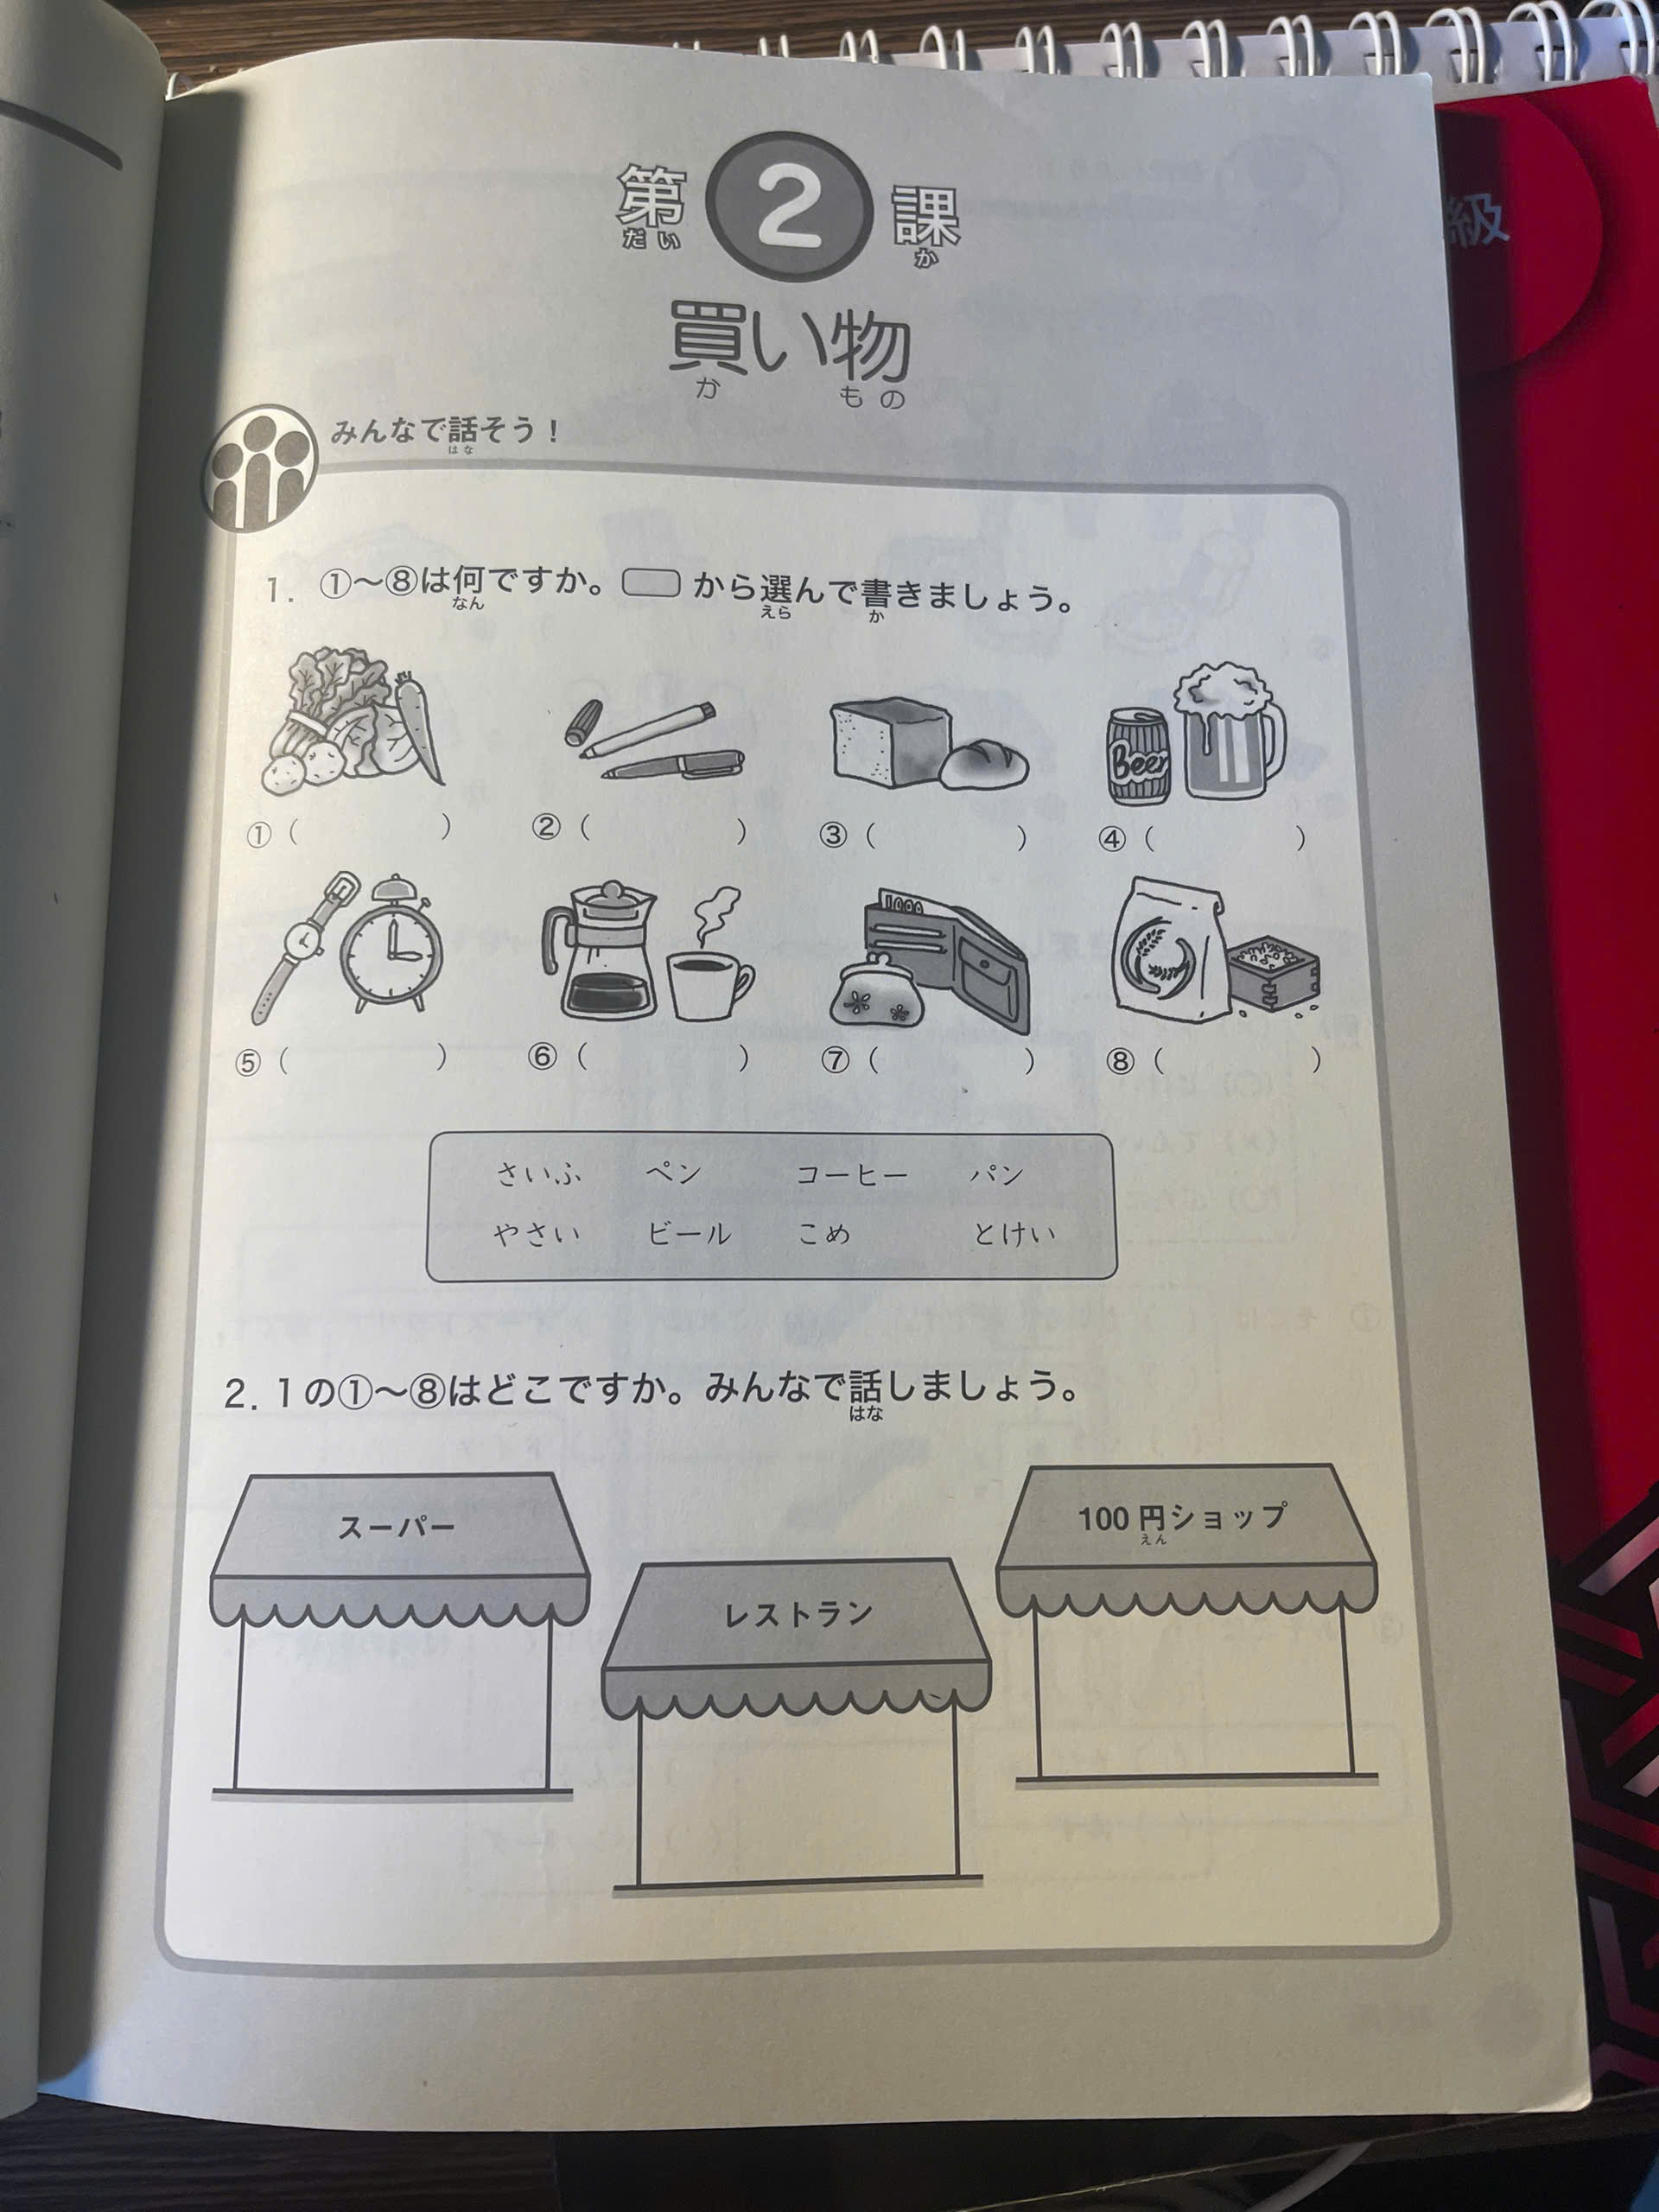 第2課
だい か
買い物
か もの
みんなで話そう！
はな
1. ①～⑧は何ですか。 から選んで書きましょう。
なん えら か
Beer
①（ ） ②（ ） ③（ ） ④（ ）
1000
⑤（ ） ⑥（ ） ⑦（ ） ⑧（ ）
さいふ ペン コーヒー パン
やさい ビール こめ とけい
2. 1の①～⑧はどこですか。みんなで話しましょう。
はな
スーパー
レストラン
100円ショップ
えん
級